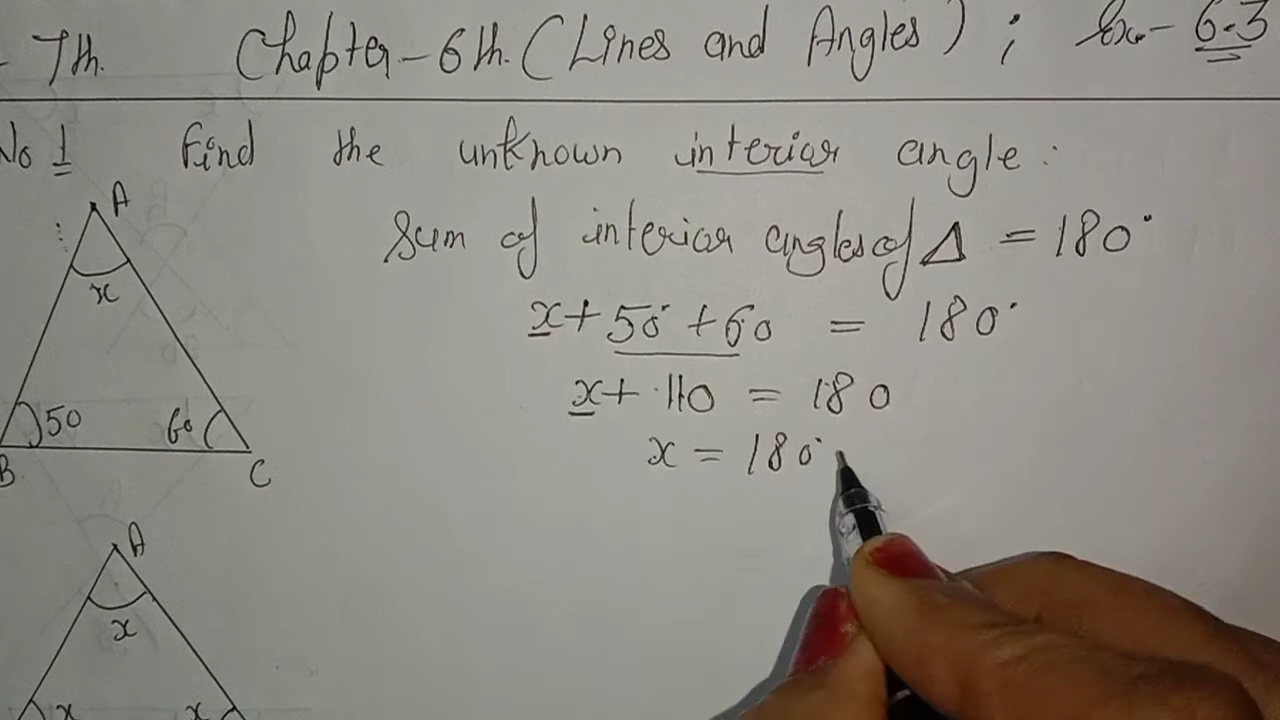 - 7th. Chapter - 6th. (Lines and Angles) ; Ex - 6.3
No 1 Find the unknown interior angle :
Sum of interior angles of Δ = 180°
x + 50° + 60 = 180°
x + 110 = 180
x = 180°
A
x
50 60
B C
A
x
x x